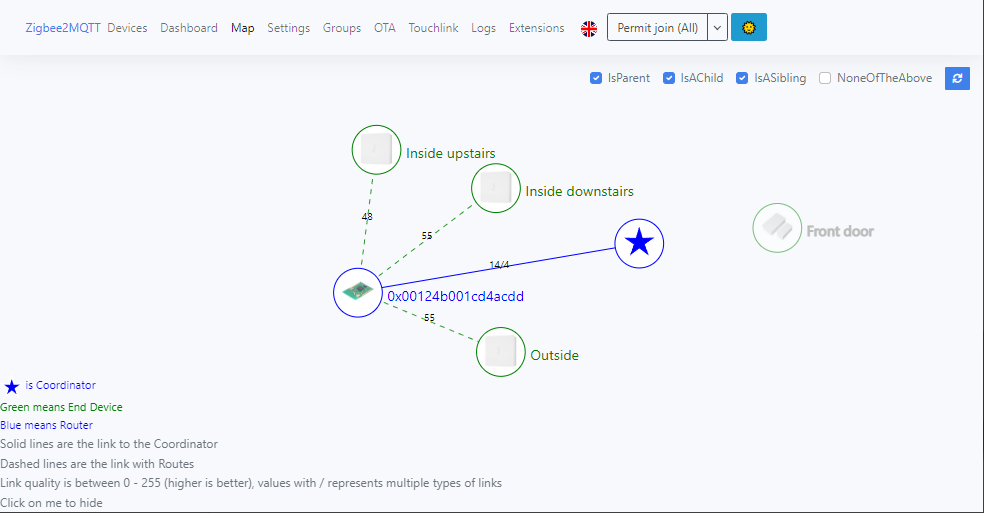 Zigbee2MQTT Devices Dashboard Map Settings Groups OTA Touchlink Logs Extensions Permit join (All)
IsParent IsAChild IsASibling NoneOfTheAbove
Inside upstairs
Inside downstairs
48
55
Front door
14/4
0x00124b001cd4acdd
55
Outside
is Coordinator
Green means End Device
Blue means Router
Solid lines are the link to the Coordinator
Dashed lines are the link with Routes
Link quality is between 0 - 255 (higher is better), values with / represents multiple types of links
Click on me to hide